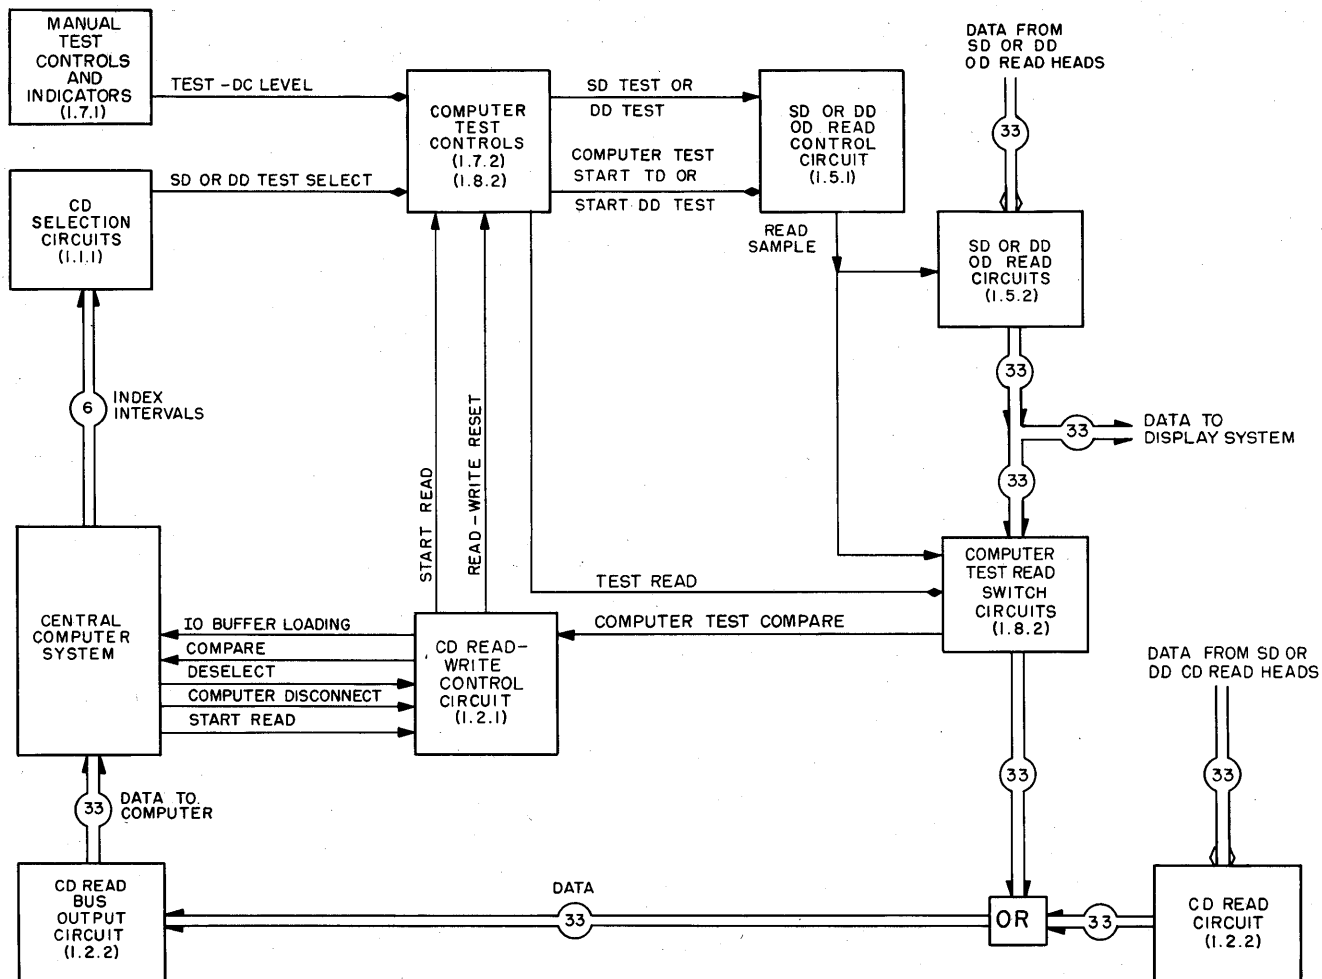 MANUAL
TEST
CONTROLS
AND
INDICATORS
(1.7.1)
TEST-DC LEVEL
COMPUTER
TEST
CONTROLS
(1.7.2)
(1.8.2)
SD TEST OR
DD TEST
COMPUTER TEST
START TD OR
START DD TEST
SD OR DD
OD READ
CONTROL
CIRCUIT
(1.5.1)
DATA FROM
SD OR DD
OD READ HEADS
33
CD
SELECTION
CIRCUITS
(1.1.1)
SD OR DD TEST SELECT
READ
SAMPLE
SD OR DD
OD READ
CIRCUITS
(1.5.2)
33
6
INDEX
INTERVALS
33
DATA TO
DISPLAY SYSTEM
33
START READ
READ-WRITE RESET
CENTRAL
COMPUTER
SYSTEM
IO BUFFER LOADING
COMPARE
DESELECT
COMPUTER DISCONNECT
START READ
CD READ-
WRITE
CONTROL
CIRCUIT
(1.2.1)
TEST READ
COMPUTER TEST COMPARE
COMPUTER
TEST READ
SWITCH
CIRCUITS
(1.8.2)
DATA FROM SD OR
DD CD READ HEADS
33
33
33
DATA TO
COMPUTER
CD READ
BUS
OUTPUT
CIRCUIT
(1.2.2)
DATA
33
OR
33
CD READ
CIRCUIT
(1.2.2)